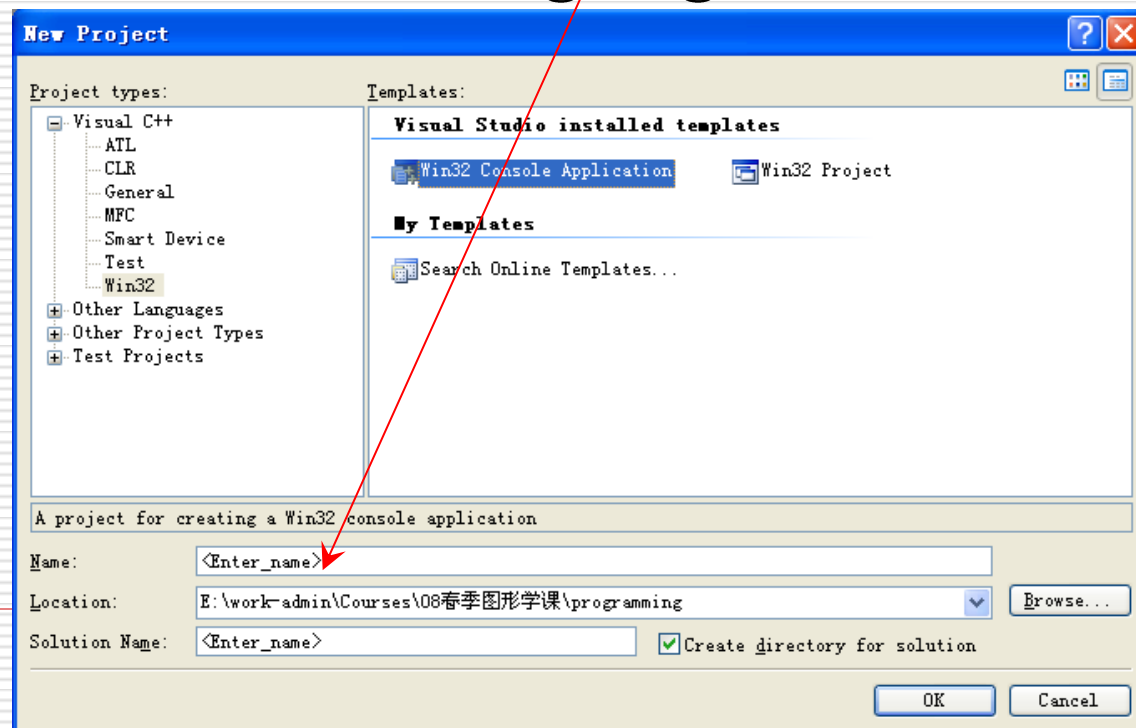 New Project
Project types:
Templates:
Visual C++
ATL
CLR
General
MFC
Smart Device
Test
Win32
Other Languages
Other Project Types
Test Projects
Visual Studio installed templates
Win32 Console Application
Win32 Project
My Templates
Search Online Templates...
A project for creating a Win32 console application
Name: <Enter_name>
Location: E:\work-admin\Courses\08春季图形学课\programming Browse...
Solution Name: <Enter_name> Create directory for solution
OK Cancel